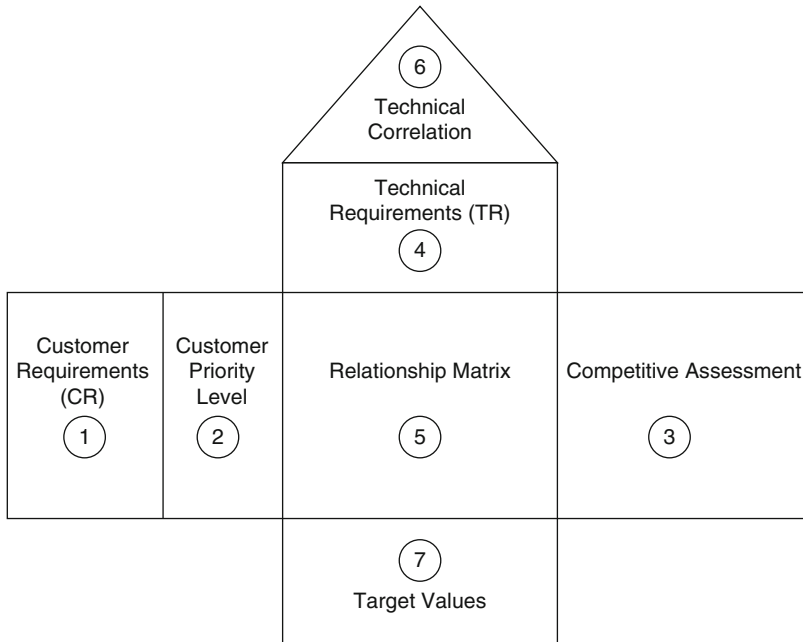 6
Technical
Correlation
Technical
Requirements (TR)
4
Customer
Requirements
(CR)
1
Customer
Priority
Level
2
Relationship Matrix
5
Competitive Assessment
3
7
Target Values